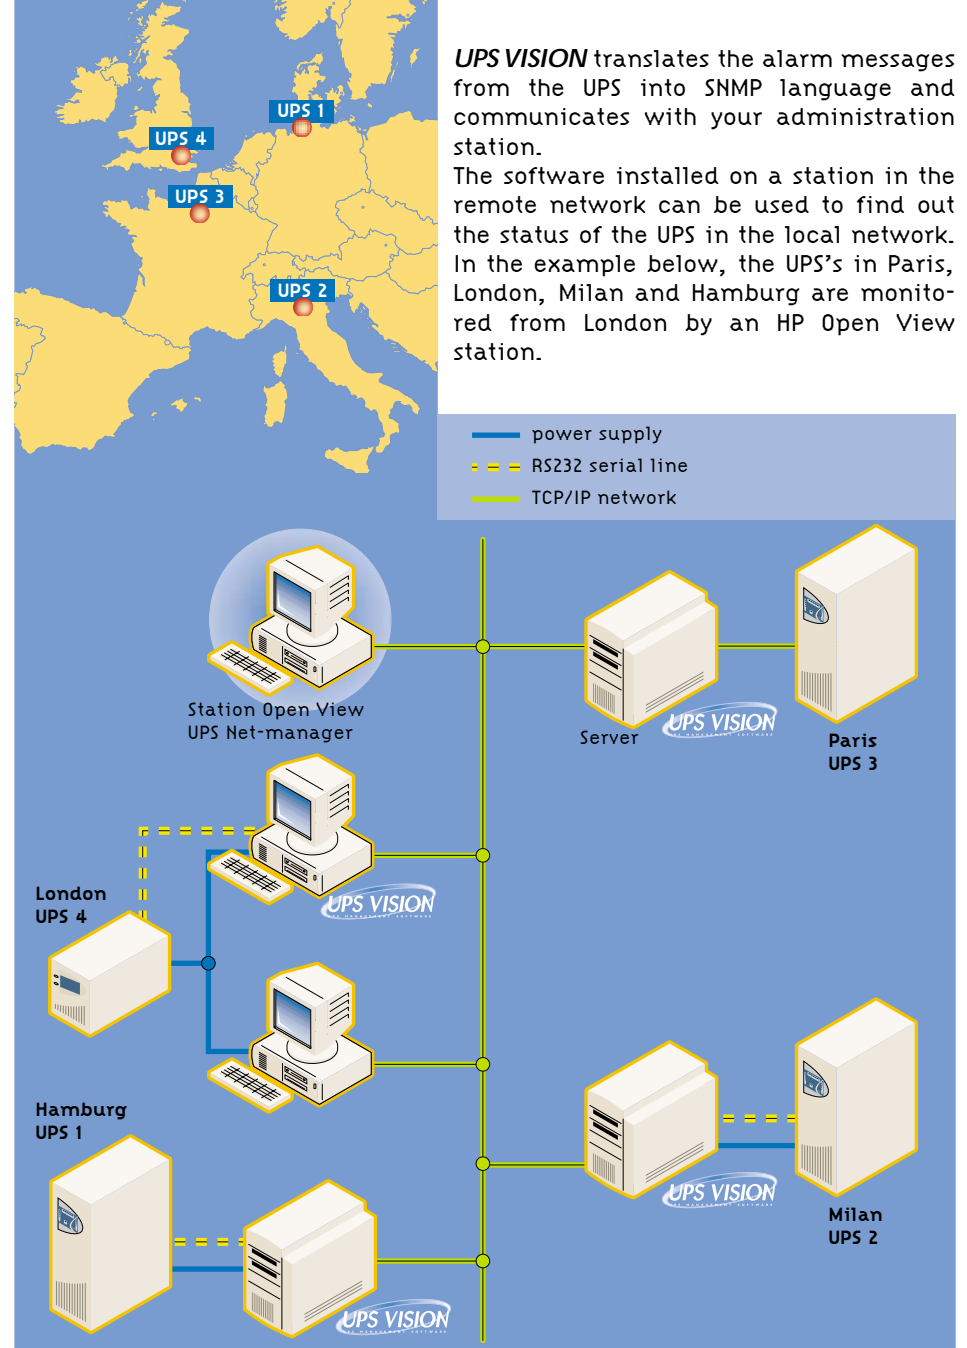 UPS 1
UPS 4
UPS 3
UPS 2
UPS VISION translates the alarm messages
from the UPS into SNMP language and
communicates with your administration
station.
The software installed on a station in the
remote network can be used to find out
the status of the UPS in the local network.
In the example below, the UPS's in Paris,
London, Milan and Hamburg are monito-
red from London by an HP Open View
station.
power supply
RS232 serial line
TCP/IP network
Station Open View
UPS Net-manager
Server
UPS VISION
Paris
UPS 3
London
UPS 4
UPS VISION
Hamburg
UPS 1
UPS VISION
Milan
UPS 2
UPS VISION